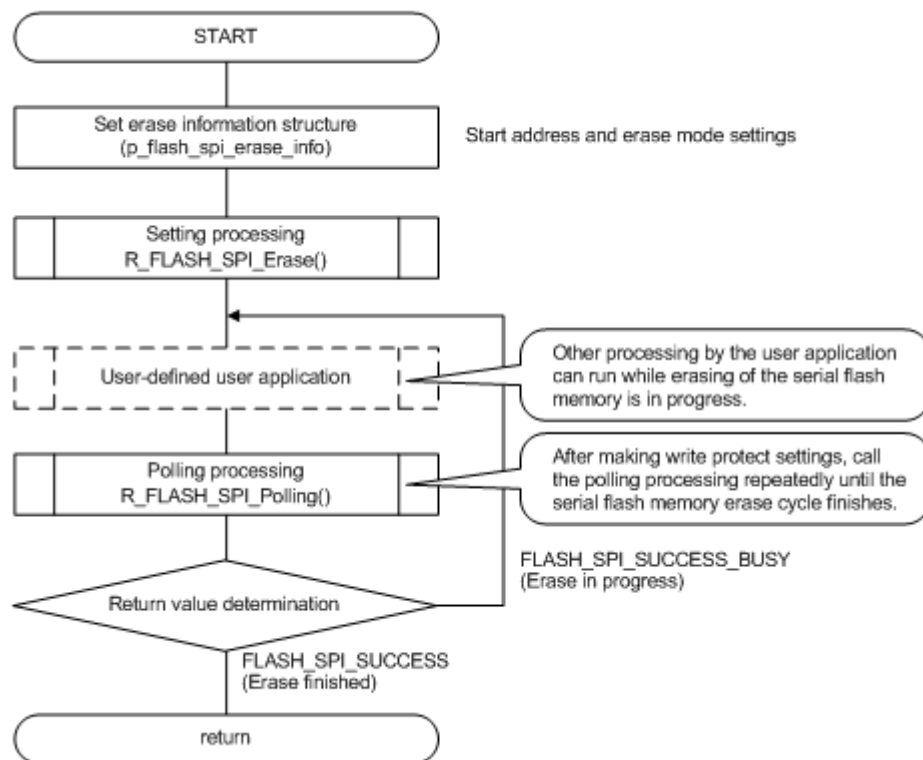 START
Set erase information structure
(p_flash_spi_erase_info)
Start address and erase mode settings
Setting processing
R_FLASH_SPI_Erase()
User-defined user application
Other processing by the user application
can run while erasing of the serial flash
memory is in progress.
Polling processing
R_FLASH_SPI_Polling()
After making write protect settings, call
the polling processing repeatedly until the
serial flash memory erase cycle finishes.
FLASH_SPI_SUCCESS_BUSY
(Erase in progress)
Return value determination
FLASH_SPI_SUCCESS
(Erase finished)
return